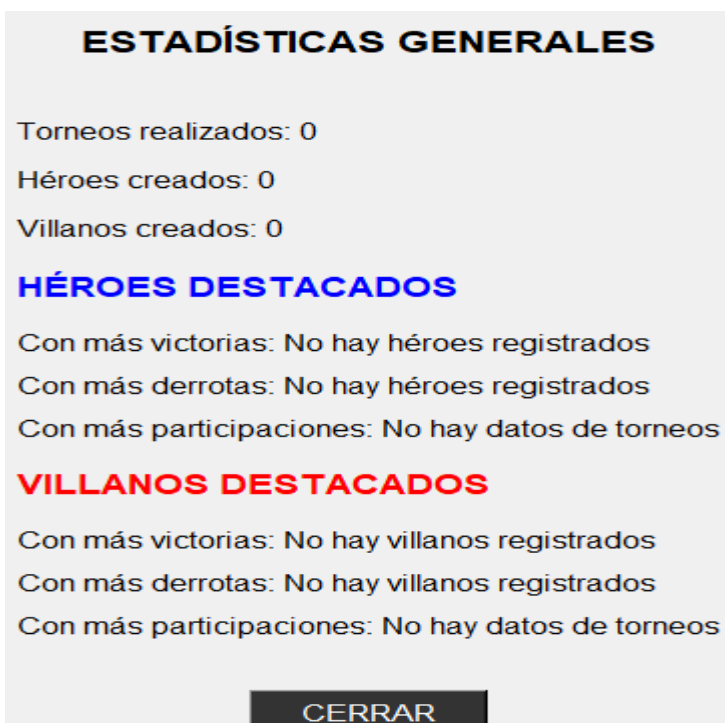 ESTADÍSTICAS GENERALES
Torneos realizados: 0
Héroes creados: 0
Villanos creados: 0
HÉROES DESTACADOS
Con más victorias: No hay héroes registrados
Con más derrotas: No hay héroes registrados
Con más participaciones: No hay datos de torneos
VILLANOS DESTACADOS
Con más victorias: No hay villanos registrados
Con más derrotas: No hay villanos registrados
Con más participaciones: No hay datos de torneos
CERRAR